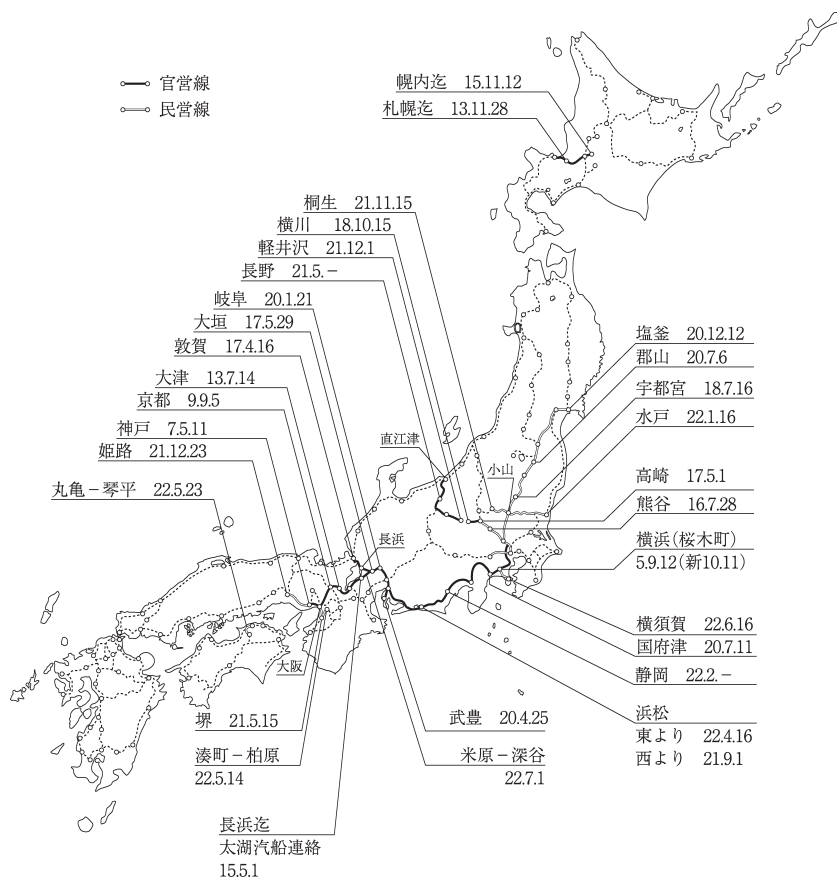 官営線
民営線
幌内迄 15.11.12
札幌迄 13.11.28
桐生 21.11.15
横川 18.10.15
軽井沢 21.12.1
長野 21.5.−
岐阜 20.1.21
大垣 17.5.29
敦賀 17.4.16
大津 13.7.14
京都 9.9.5
神戸 7.5.11
姫路 21.12.23
丸亀−琴平 22.5.23
直江津
小山
長浜
大阪
塩釜 20.12.12
郡山 20.7.6
宇都宮 18.7.16
水戸 22.1.16
高崎 17.5.1
熊谷 16.7.28
横浜(桜木町)
5.9.12(新10.11)
横須賀 22.6.16
国府津 20.7.11
静岡 22.2.−
浜松
東より 22.4.16
西より 21.9.1
堺 21.5.15
湊町−柏原
22.5.14
武豊 20.4.25
米原−深谷
22.7.1
長浜迄
太湖汽船連絡
15.5.1